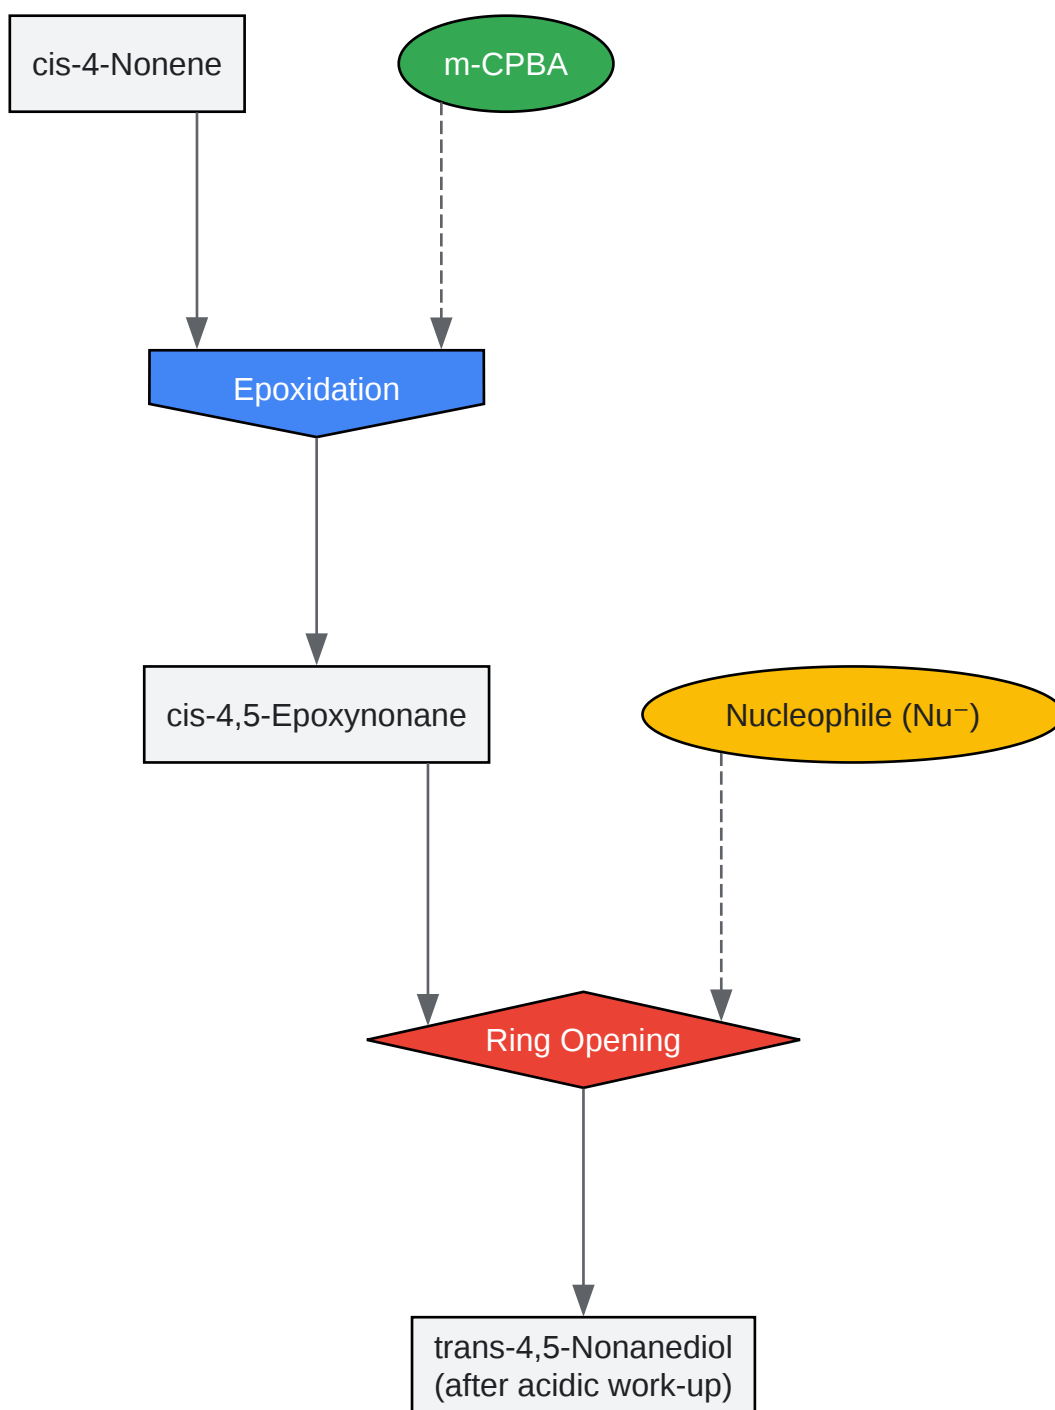 cis-4-Nonene
m-CPBA
Epoxidation
cis-4,5-Epoxynonane
Nucleophile (Nu⁻)
Ring Opening
trans-4,5-Nonanediol
(after acidic work-up)